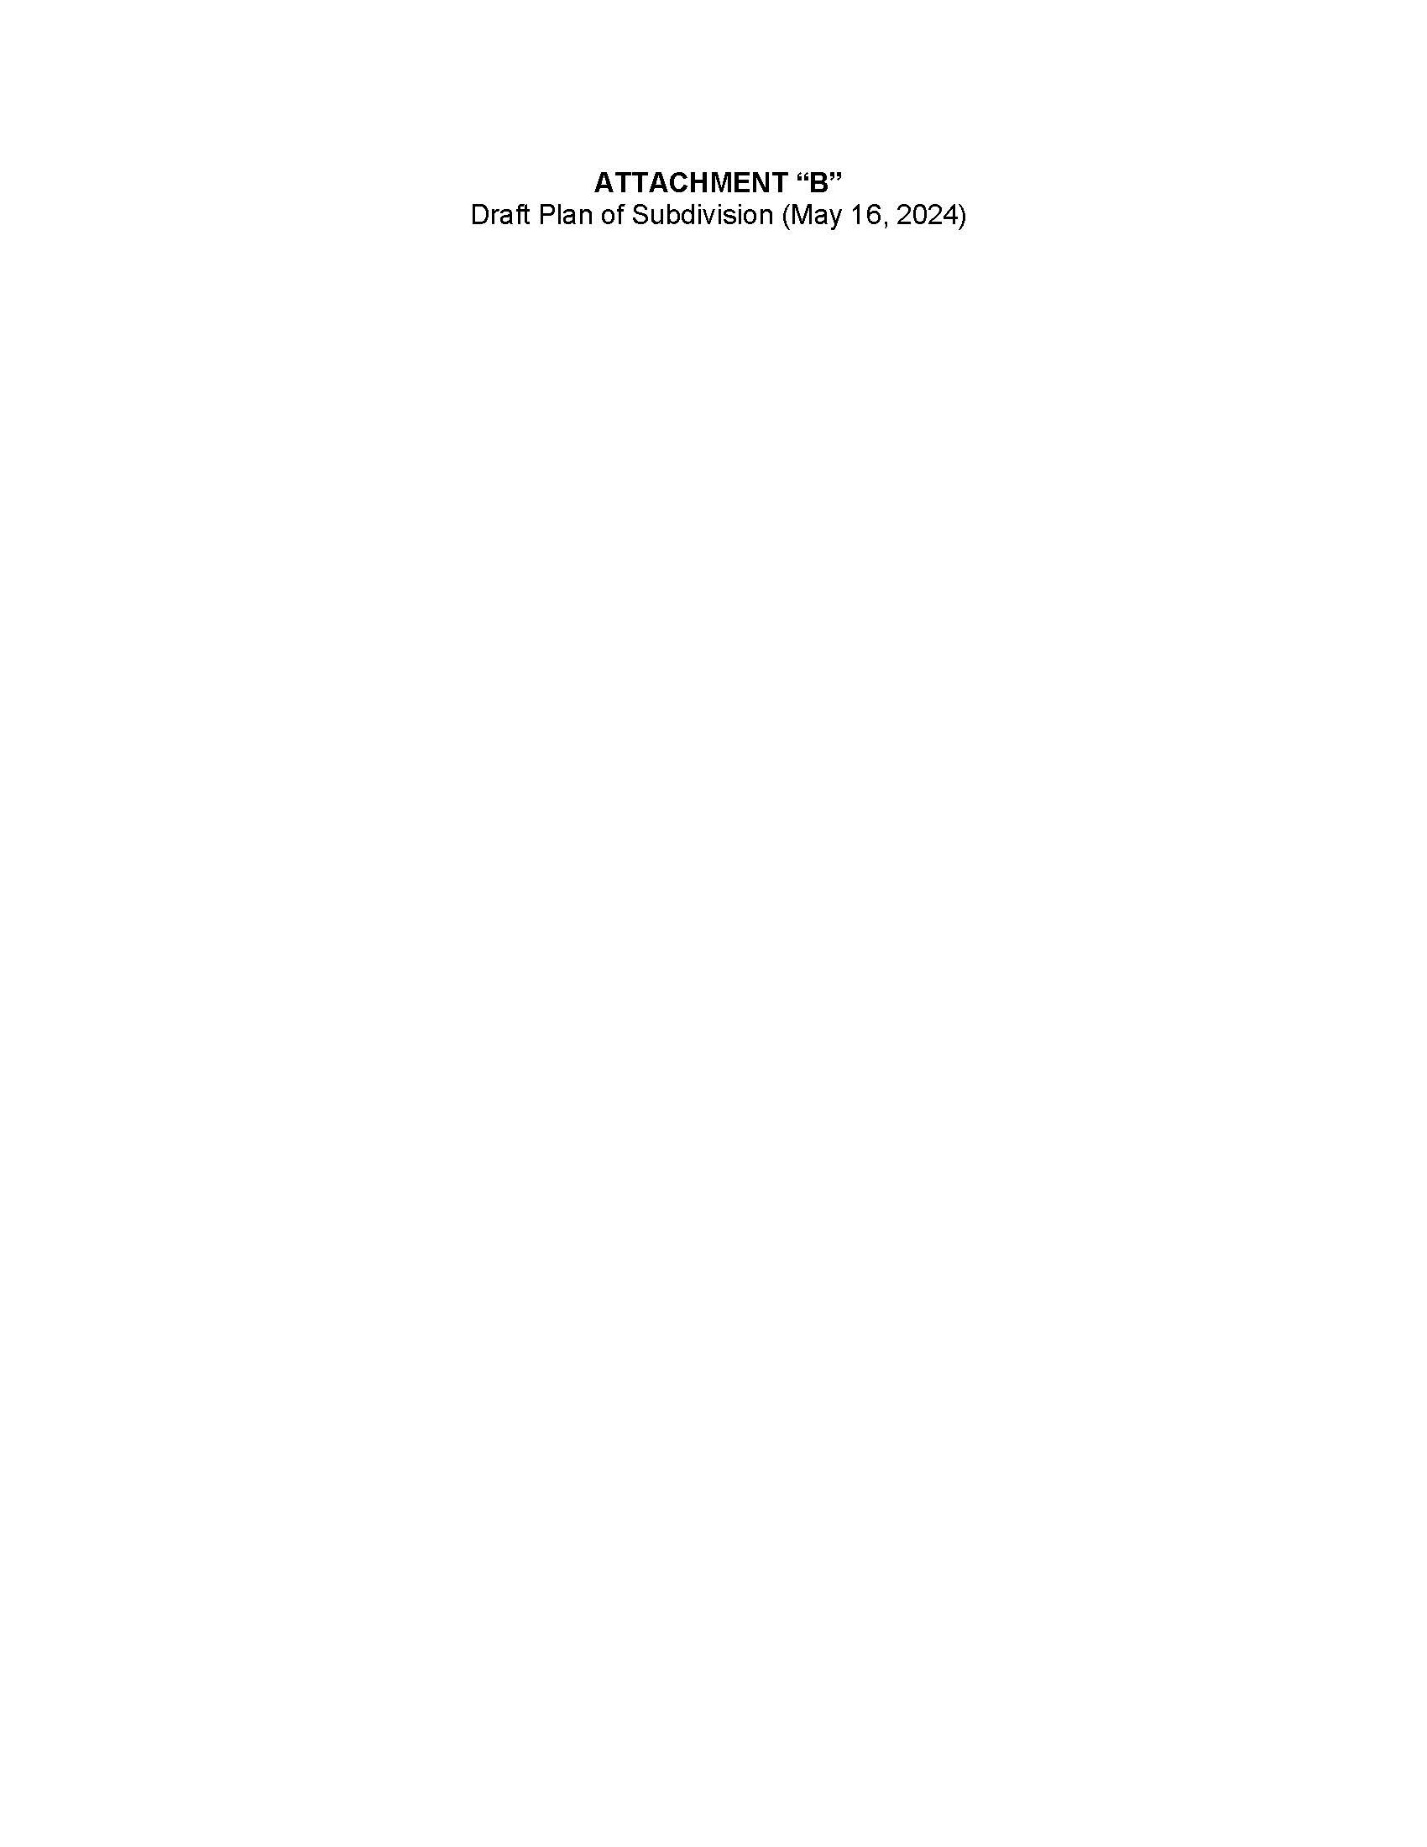 ATTACHMENT “B”
Draft Plan of Subdivision (May 16, 2024)